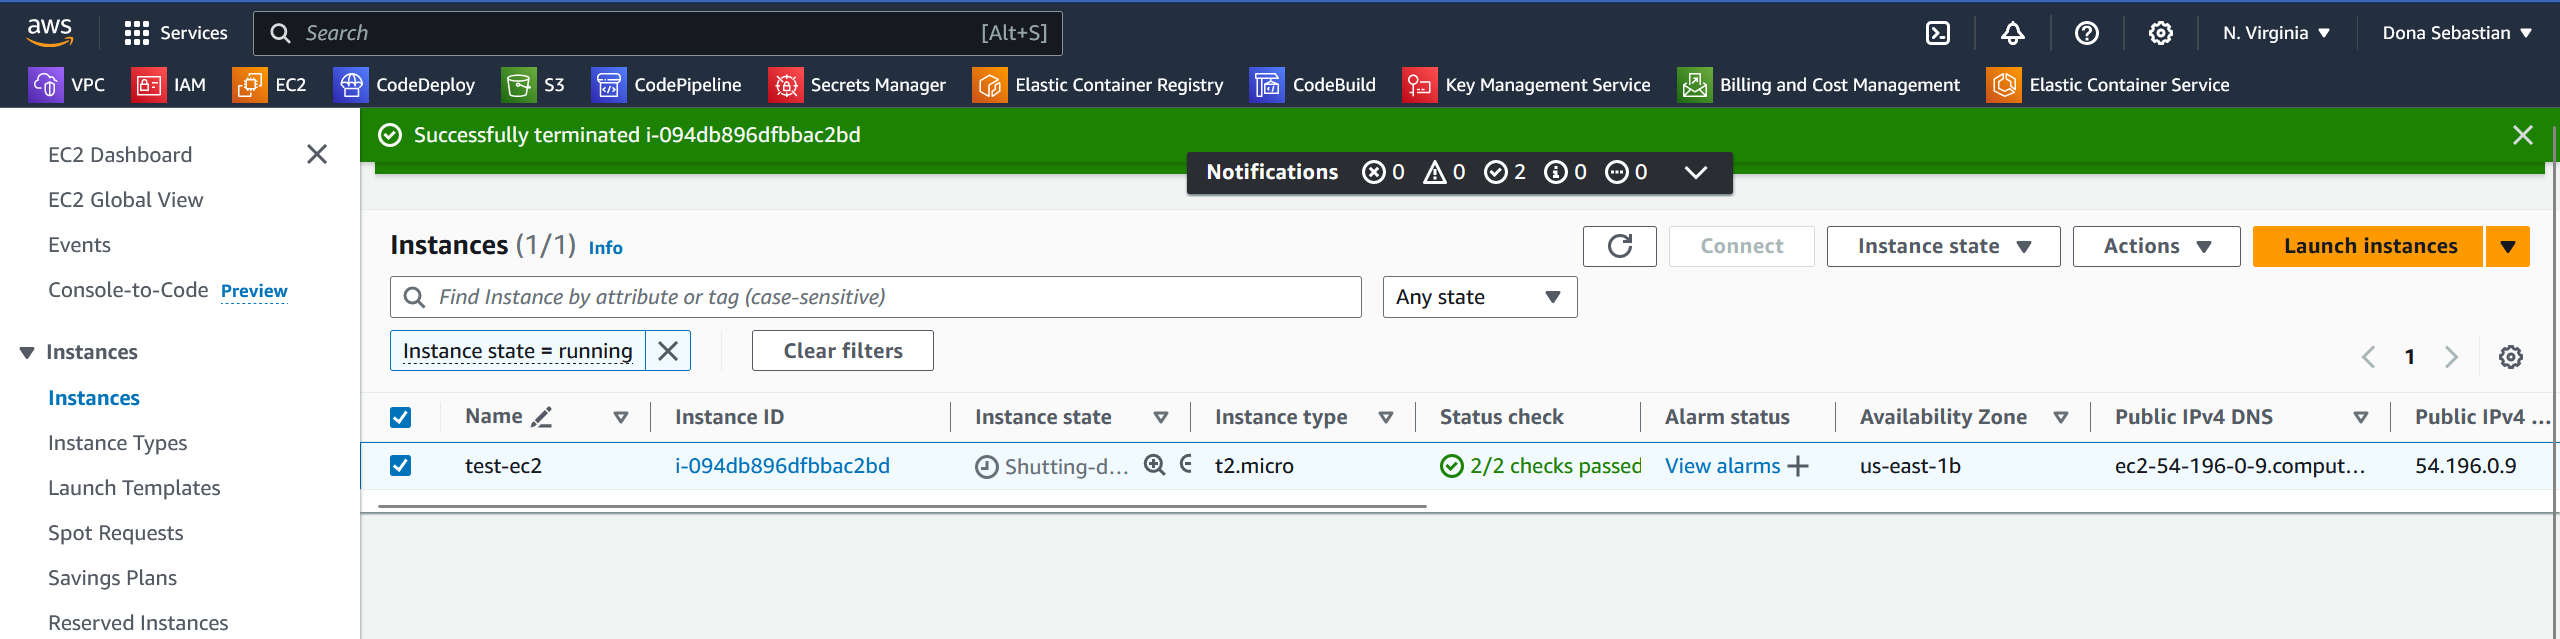 aws
Services
Search
[Alt+S]
N. Virginia
Dona Sebastian
VPC
IAM
EC2
CodeDeploy
S3
CodePipeline
Secrets Manager
Elastic Container Registry
CodeBuild
Key Management Service
Billing and Cost Management
Elastic Container Service
EC2 Dashboard
EC2 Global View
Events
Console-to-Code Preview
Instances
Instances
Instance Types
Launch Templates
Spot Requests
Savings Plans
Reserved Instances
Successfully terminated i-094db896dfbbac2bd
Notifications 0 0 2 0 0
Instances (1/1) Info
Connect
Instance state
Actions
Launch instances
Find Instance by attribute or tag (case-sensitive)
Any state
Instance state = running
Clear filters
1
Name Instance ID Instance state Instance type Status check Alarm status Availability Zone Public IPv4 DNS Public IPv4 ...
test-ec2 i-094db896dfbbac2bd Shutting-d... t2.micro 2/2 checks passed View alarms us-east-1b ec2-54-196-0-9.comput... 54.196.0.9